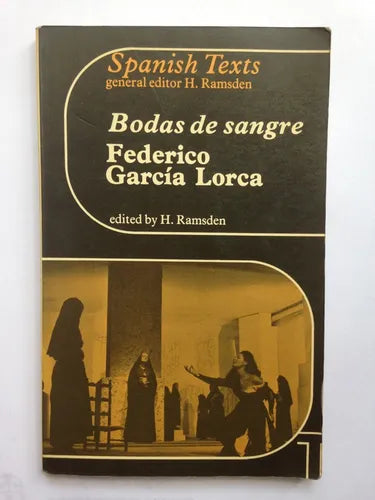 Spanish Texts
general editor H. Ramsden
Bodas de sangre
Federico
García Lorca
edited by H. Ramsden